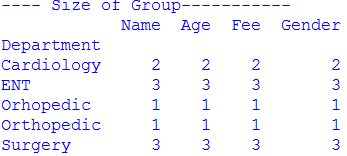 ---- Size of Group-----------
Name Age Fee Gender
Department
Cardiology 2 2 2 2
ENT 3 3 3 3
Orhopedic 1 1 1 1
Orthopedic 1 1 1 1
Surgery 3 3 3 3